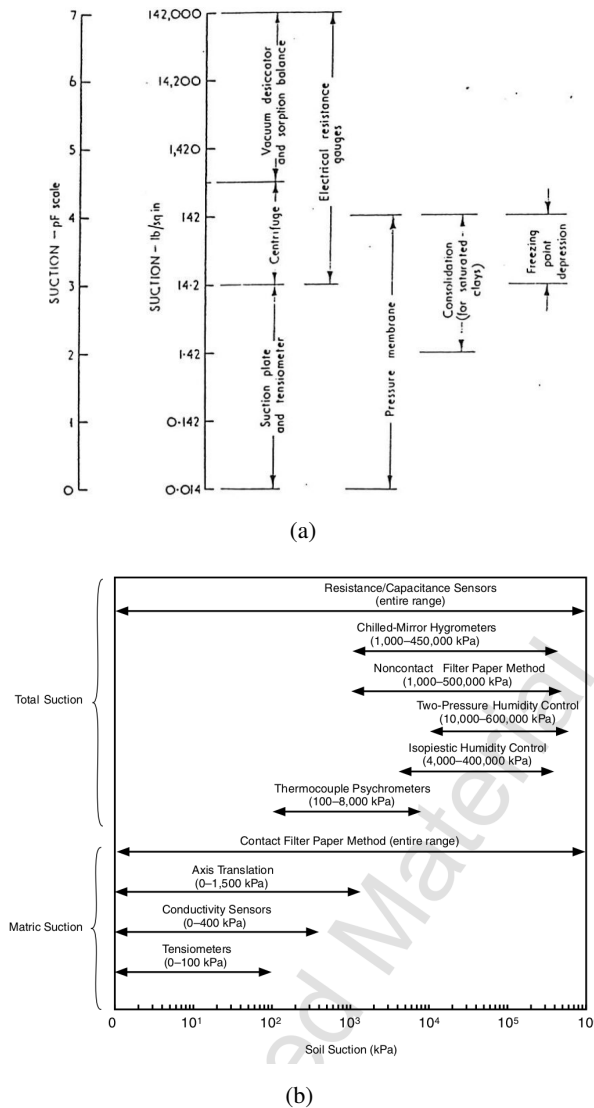 7
6
5
4
3
2
1
0
SUCTION — pF scale
142,000
14,200
1,420
142
14·2
1·42
0·142
0·014
SUCTION — lb/sq in
Vacuum desiccator
and sorption balance
Centrifuge
Suction plate
and tensiometer
Electrical resistance
gauges
Pressure membrane
Consolidation
(for saturated
clays)
Freezing
point
depression
(a)
Total Suction
Resistance/Capacitance Sensors
(entire range)
Chilled-Mirror Hygrometers
(1,000–450,000 kPa)
Noncontact Filter Paper Method
(1,000–500,000 kPa)
Two-Pressure Humidity Control
(10,000–600,000 kPa)
Isopiestic Humidity Control
(4,000–400,000 kPa)
Thermocouple Psychrometers
(100–8,000 kPa)
Matric Suction
Contact Filter Paper Method (entire range)
Axis Translation
(0–1,500 kPa)
Conductivity Sensors
(0–400 kPa)
Tensiometers
(0–100 kPa)
0 10¹ 10² 10³ 10⁴ 10⁵ 10
Soil Suction (kPa)
ed Material
(b)